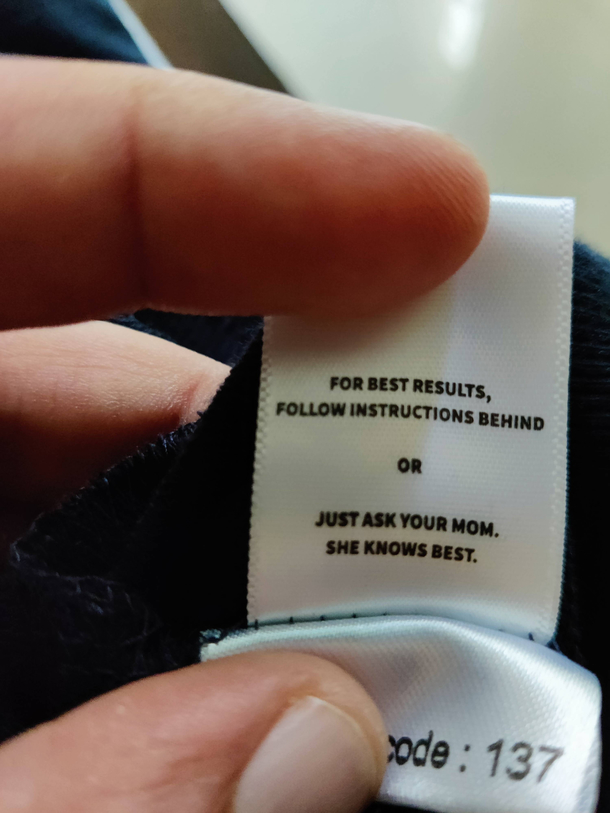 FOR BEST RESULTS,
FOLLOW INSTRUCTIONS BEHIND
OR
JUST ASK YOUR MOM.
SHE KNOWS BEST.
code : 137